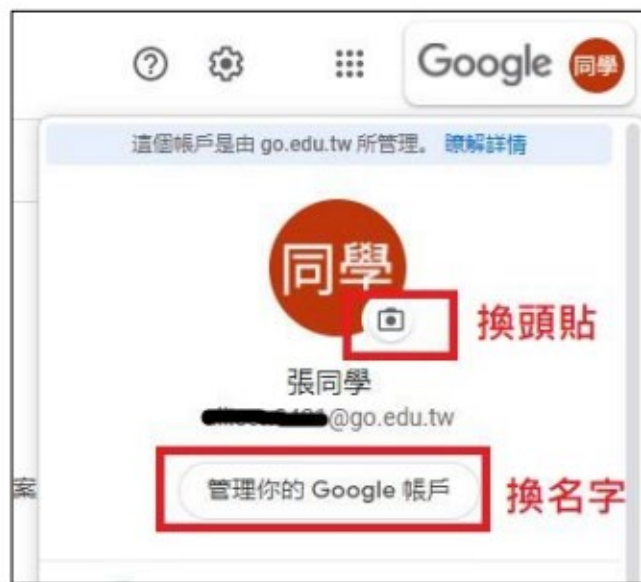 Google 同學
這個帳戶是由 go.edu.tw 所管理。 瞭解詳情
同學
換頭貼
張同學
@go.edu.tw
案
管理你的 Google 帳戶 換名字